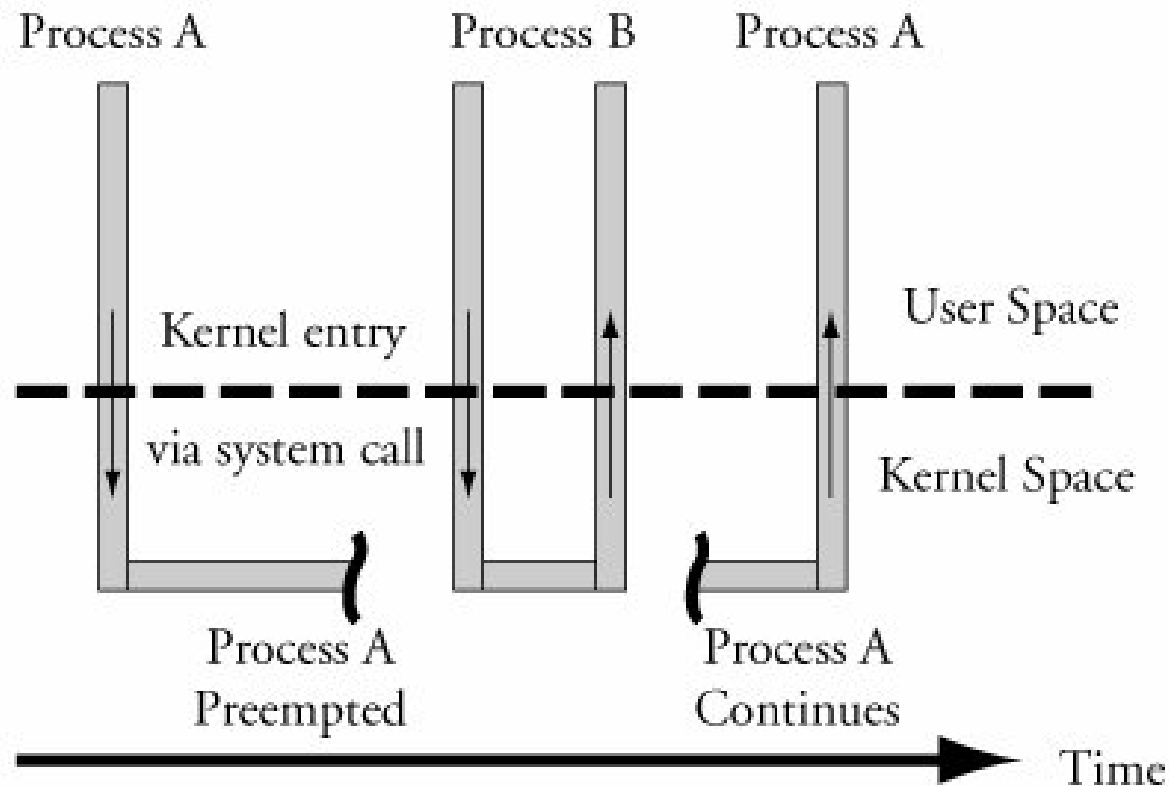 Process A
Process B
Process A
Kernel entry
via system call
User Space
Kernel Space
Process A
Preempted
Process A
Continues
Time